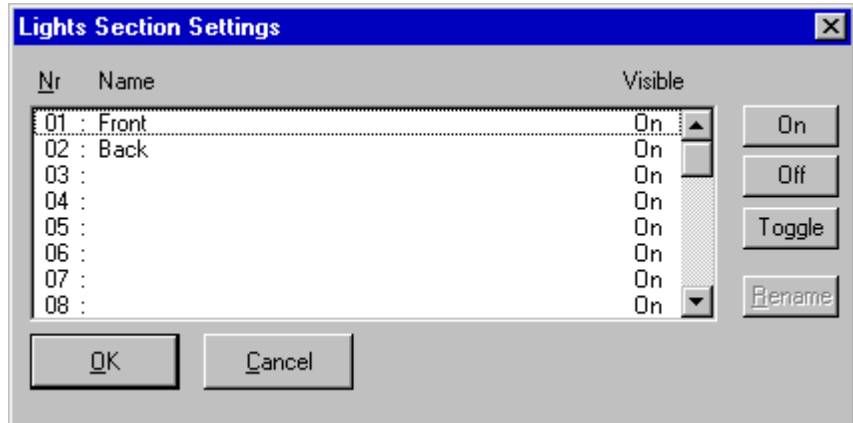 Lights Section Settings
Nr Name Visible
01 : Front On
02 : Back On
03 : On
04 : On
05 : On
06 : On
07 : On
08 : On
On
Off
Toggle
Rename
OK Cancel